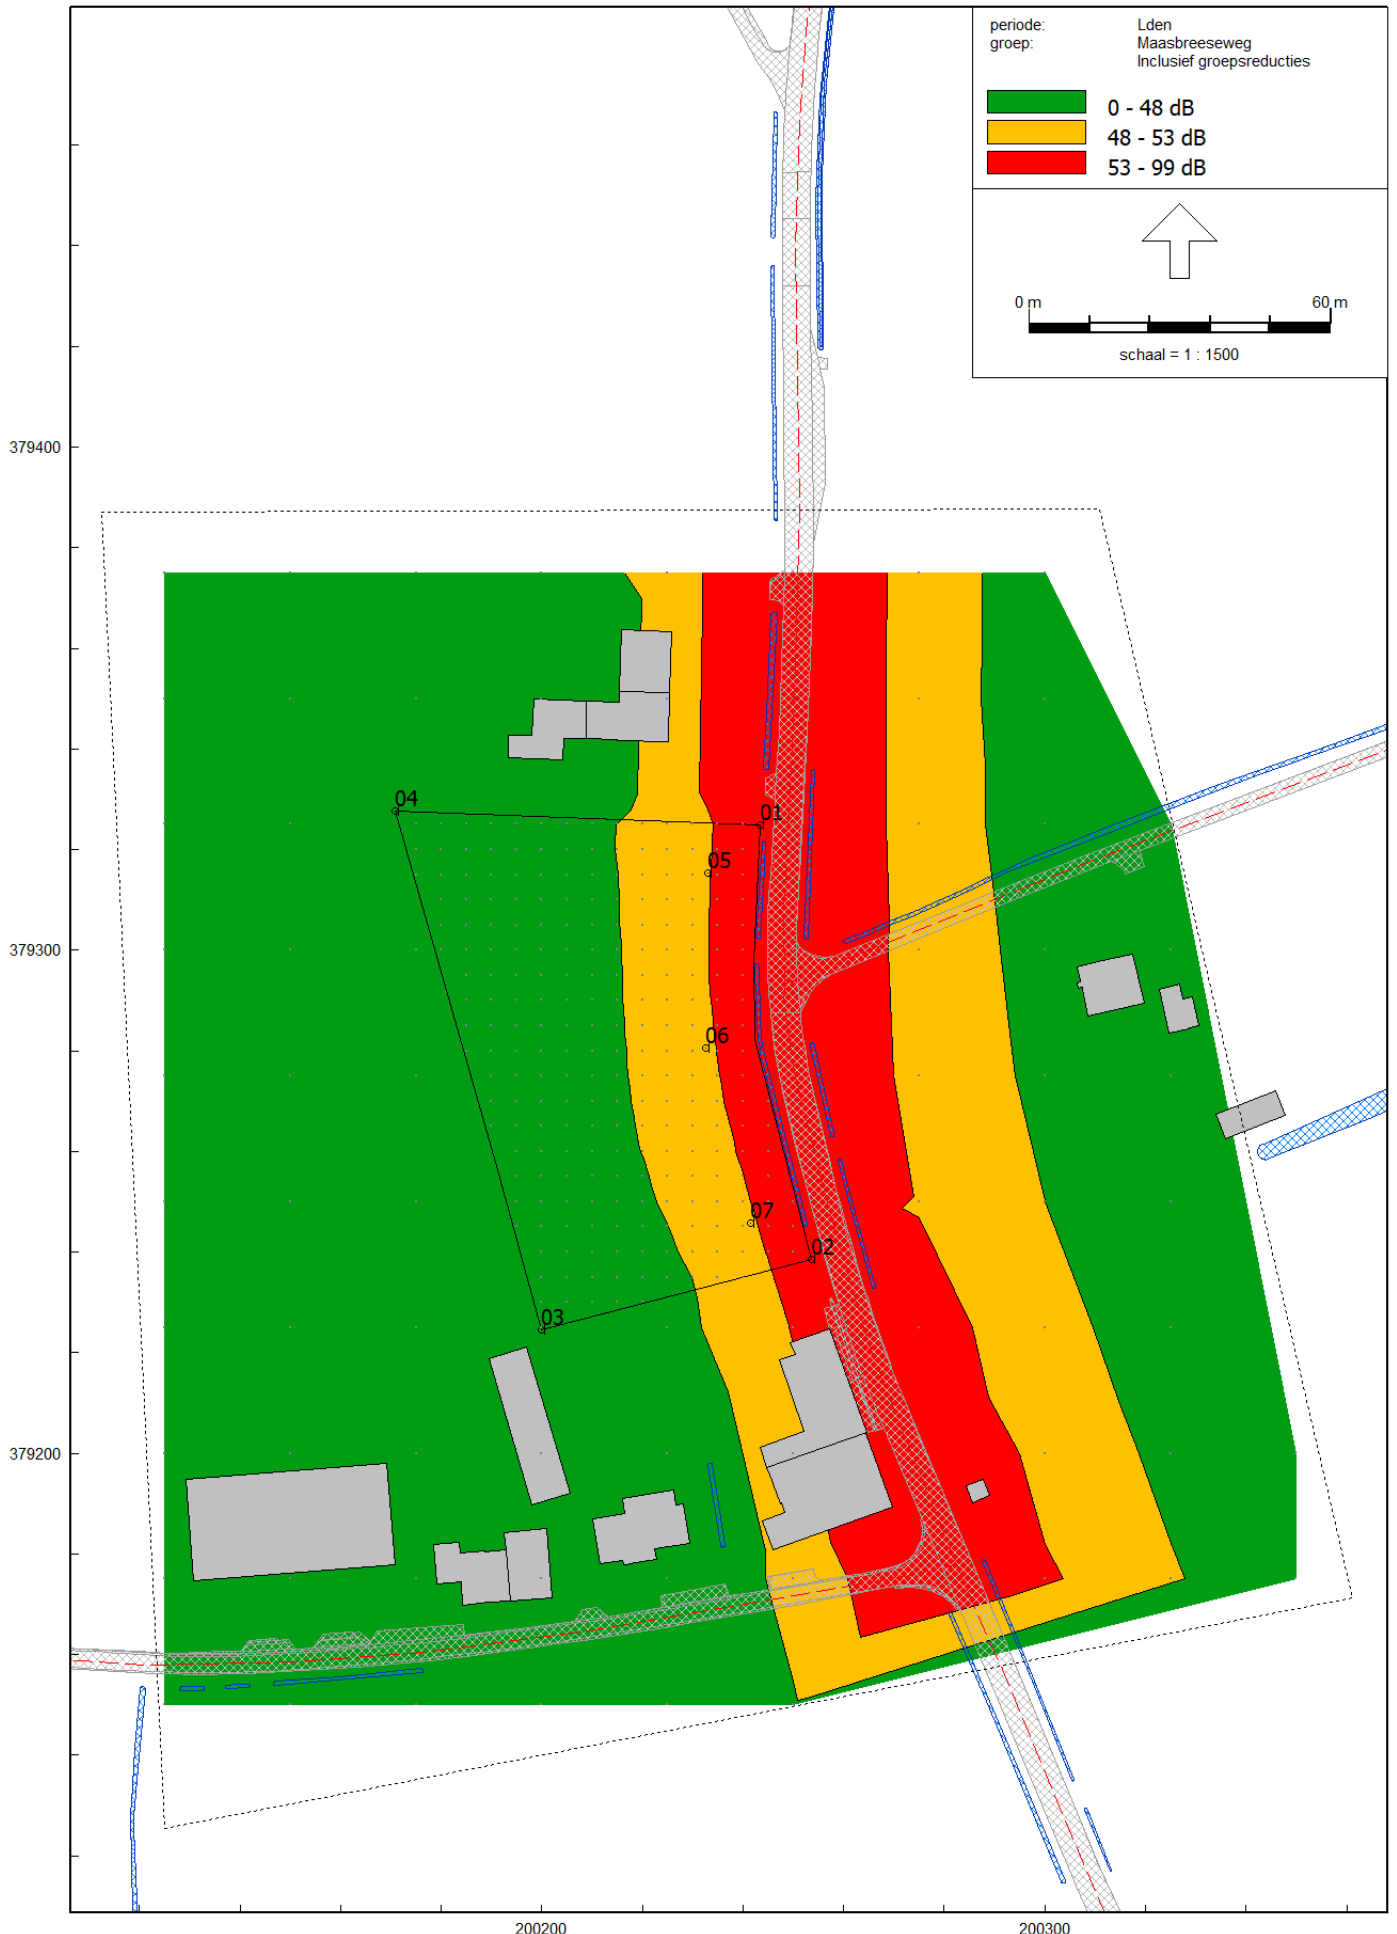 periode: Lden
groep: Maasbreeseweg
Inclusief groepsreducties
0 - 48 dB
48 - 53 dB
53 - 99 dB
0 m 60 m
schaal = 1 : 1500
379400
04
01
05
379300
06
07
02
03
379200
200200 200300